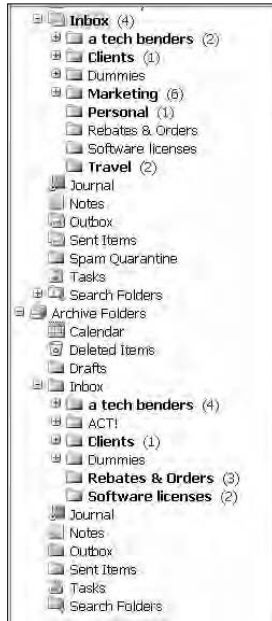 Inbox (4)
a tech benders (2)
Clients (1)
Dummies
Marketing (6)
Personal (1)
Rebates & Orders
Software licenses
Travel (2)
Journal
Notes
Outbox
Sent Items
Spam Quarantine
Tasks
Search Folders
Archive Folders
Calendar
Deleted Items
Drafts
Inbox
a tech benders (4)
ACT!
Clients (1)
Dummies
Rebates & Orders (3)
Software licenses (2)
Journal
Notes
Outbox
Sent Items
Tasks
Search Folders